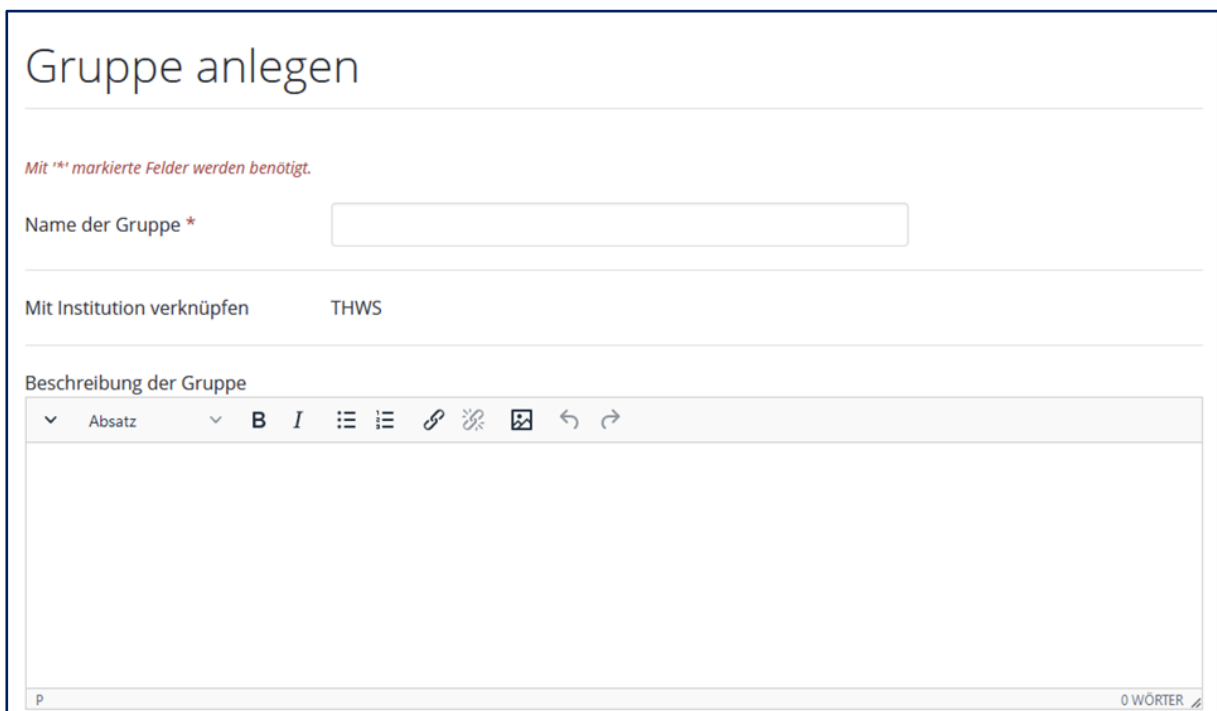 Gruppe anlegen
Mit '*' markierte Felder werden benötigt.
Name der Gruppe *
Mit Institution verknüpfen THWS
Beschreibung der Gruppe
Absatz B I
P 0 WÖRTER